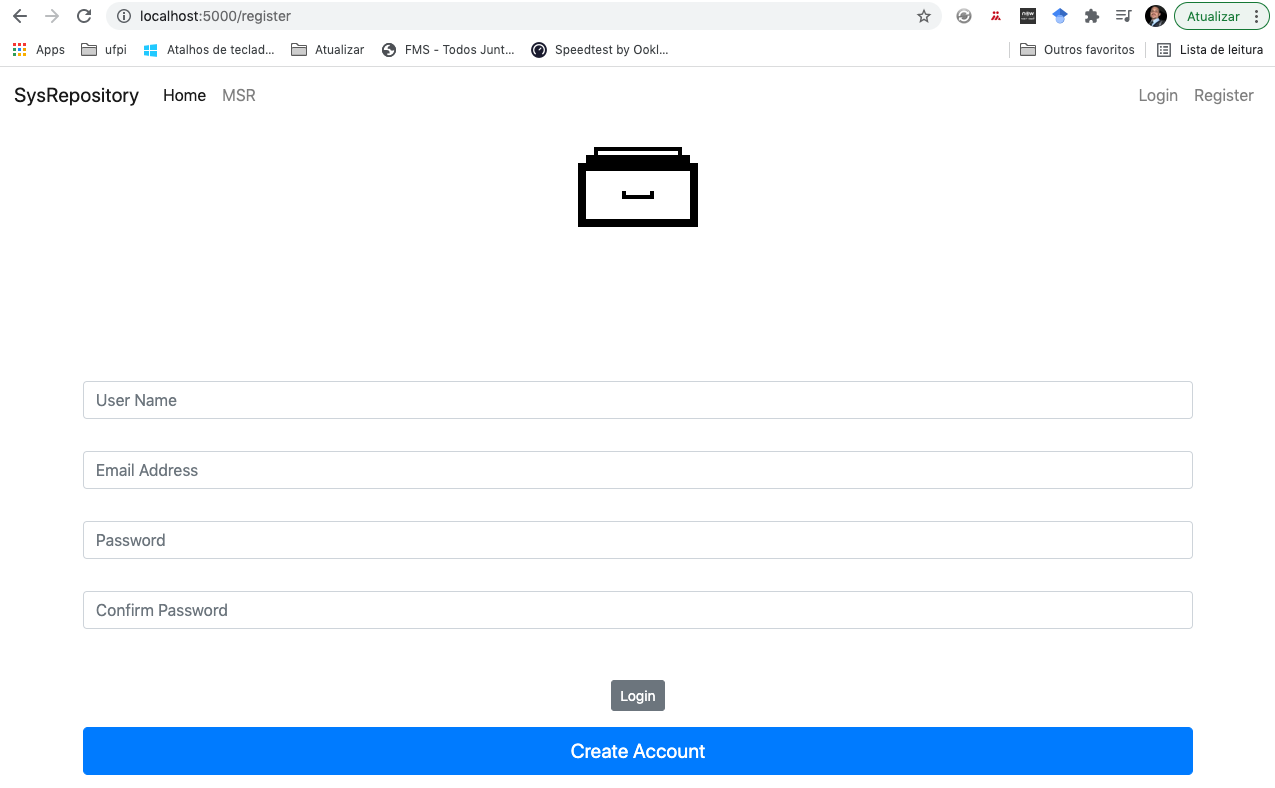 localhost:5000/register
Atualizar
Apps ufpi Atalhos de teclad... Atualizar FMS - Todos Junt... Speedtest by Ookl... Outros favoritos Lista de leitura
SysRepository Home MSR Login Register
User Name
Email Address
Password
Confirm Password
Login
Create Account